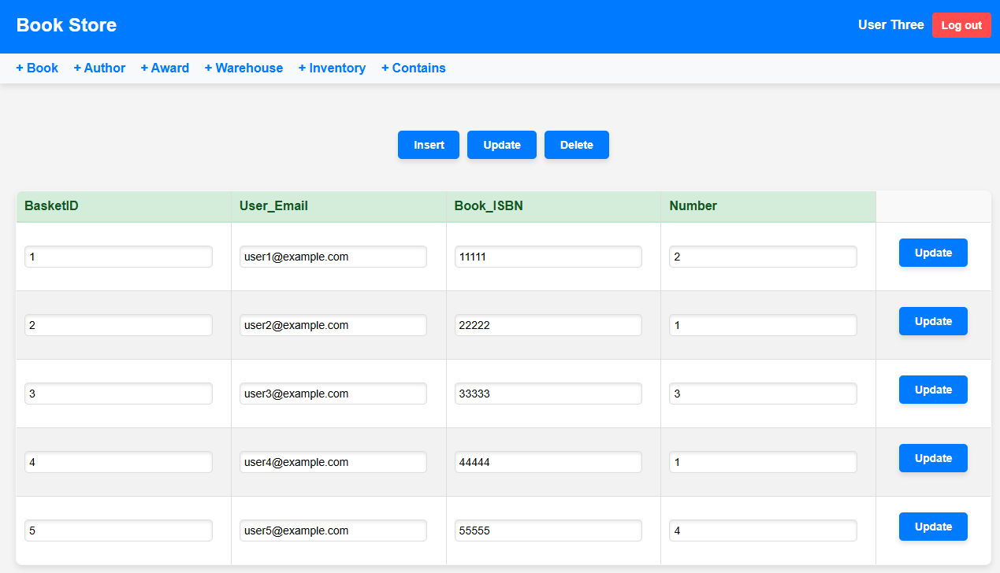 Book Store
User Three
Log out
+ Book + Author + Award + Warehouse + Inventory + Contains
Insert Update Delete
BasketID User_Email Book_ISBN Number
1 user1@example.com 11111 2 Update
2 user2@example.com 22222 1 Update
3 user3@example.com 33333 3 Update
4 user4@example.com 44444 1 Update
5 user5@example.com 55555 4 Update